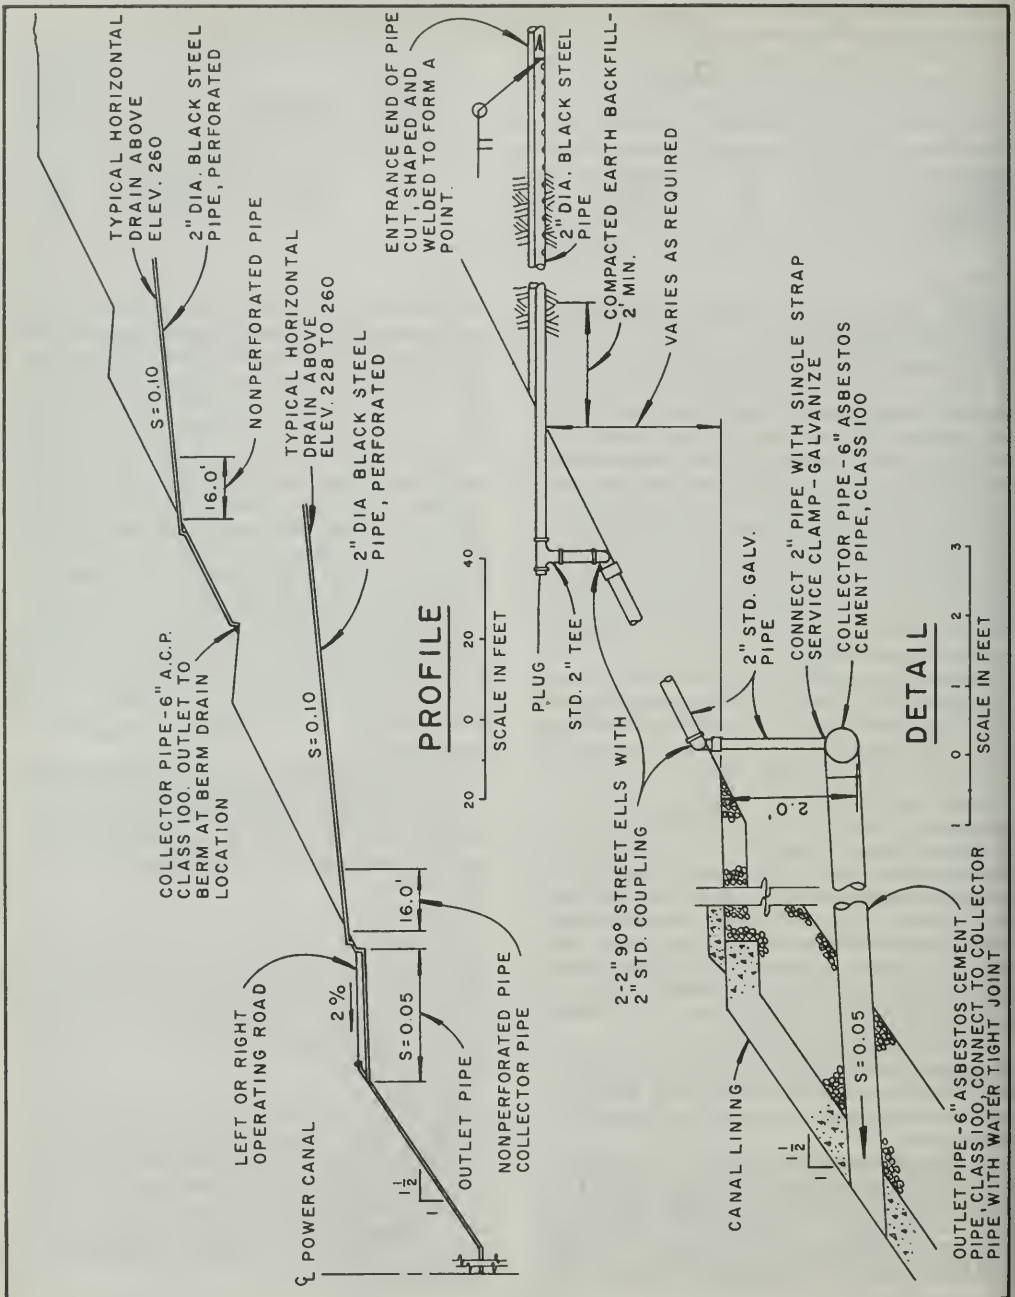 TYPICAL HORIZONTAL
DRAIN ABOVE
ELEV. 260
2" DIA. BLACK STEEL
PIPE, PERFORATED
S=0.10
16.0'
NONPERFORATED PIPE
COLLECTOR PIPE-6" A.C.P.
CLASS 100. OUTLET TO
BERM AT BERM DRAIN
LOCATION
TYPICAL HORIZONTAL
DRAIN ABOVE
ELEV. 228 TO 260
2" DIA BLACK STEEL
PIPE, PERFORATED
S=0.10
16.0'
LEFT OR RIGHT
OPERATING ROAD
2%
S=0.05
OUTLET PIPE
NONPERFORATED PIPE
COLLECTOR PIPE
℄ POWER CANAL
1 1/2
1
PROFILE
20 0 20 40
SCALE IN FEET
ENTRANCE END OF PIPE
CUT, SHAPED AND
WELDED TO FORM A
POINT.
2" DIA. BLACK STEEL
PIPE
COMPACTED EARTH BACKFILL-
2' MIN.
VARIES AS REQUIRED
PLUG
STD. 2" TEE
2-2" 90° STREET ELLS WITH
2" STD. COUPLING
2" STD. GALV.
PIPE
CONNECT 2" PIPE WITH SINGLE STRAP
SERVICE CLAMP-GALVANIZE
COLLECTOR PIPE-6" ASBESTOS
CEMENT PIPE, CLASS 100
2.0'
CANAL LINING
1 1/2
1
S=0.05
OUTLET PIPE-6" ASBESTOS CEMENT
PIPE, CLASS 100, CONNECT TO COLLECTOR
PIPE WITH WATER TIGHT JOINT
DETAIL
1 0 1 2 3
SCALE IN FEET